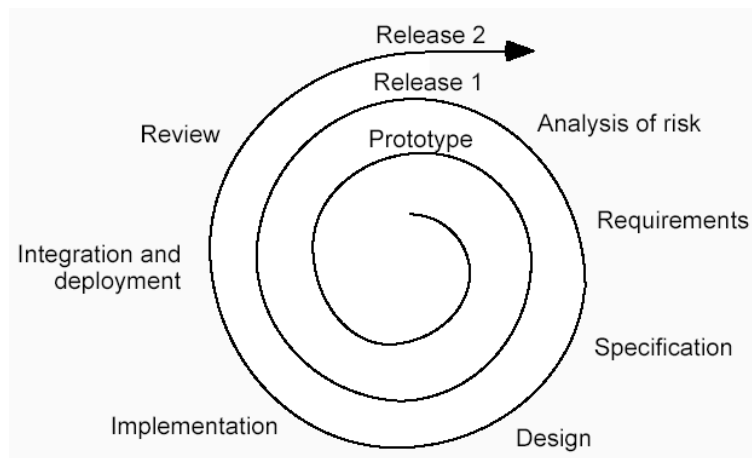 Release 2
Release 1
Prototype
Analysis of risk
Requirements
Specification
Design
Implementation
Integration and
deployment
Review